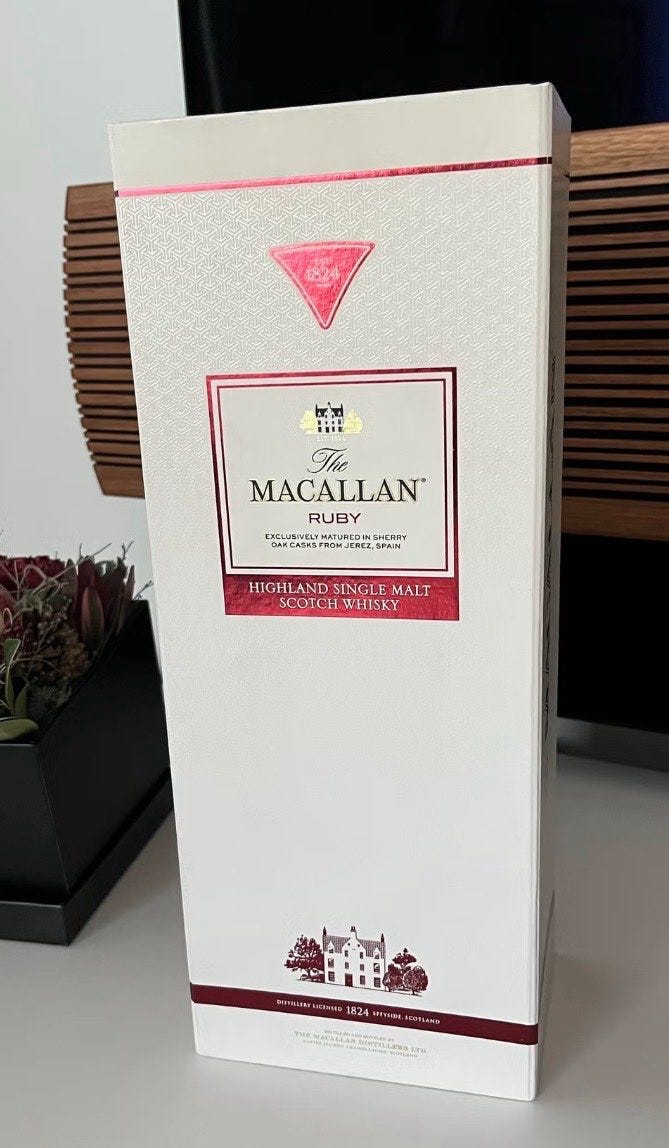 1824
EST. 1824
The
MACALLAN®
RUBY
EXCLUSIVELY MATURED IN SHERRY
OAK CASKS FROM JEREZ, SPAIN
HIGHLAND SINGLE MALT
SCOTCH WHISKY
DISTILLERY LICENSED 1824 SPEYSIDE, SCOTLAND
DISTILLED AND BOTTLED BY
THE MACALLAN DISTILLERS LTD